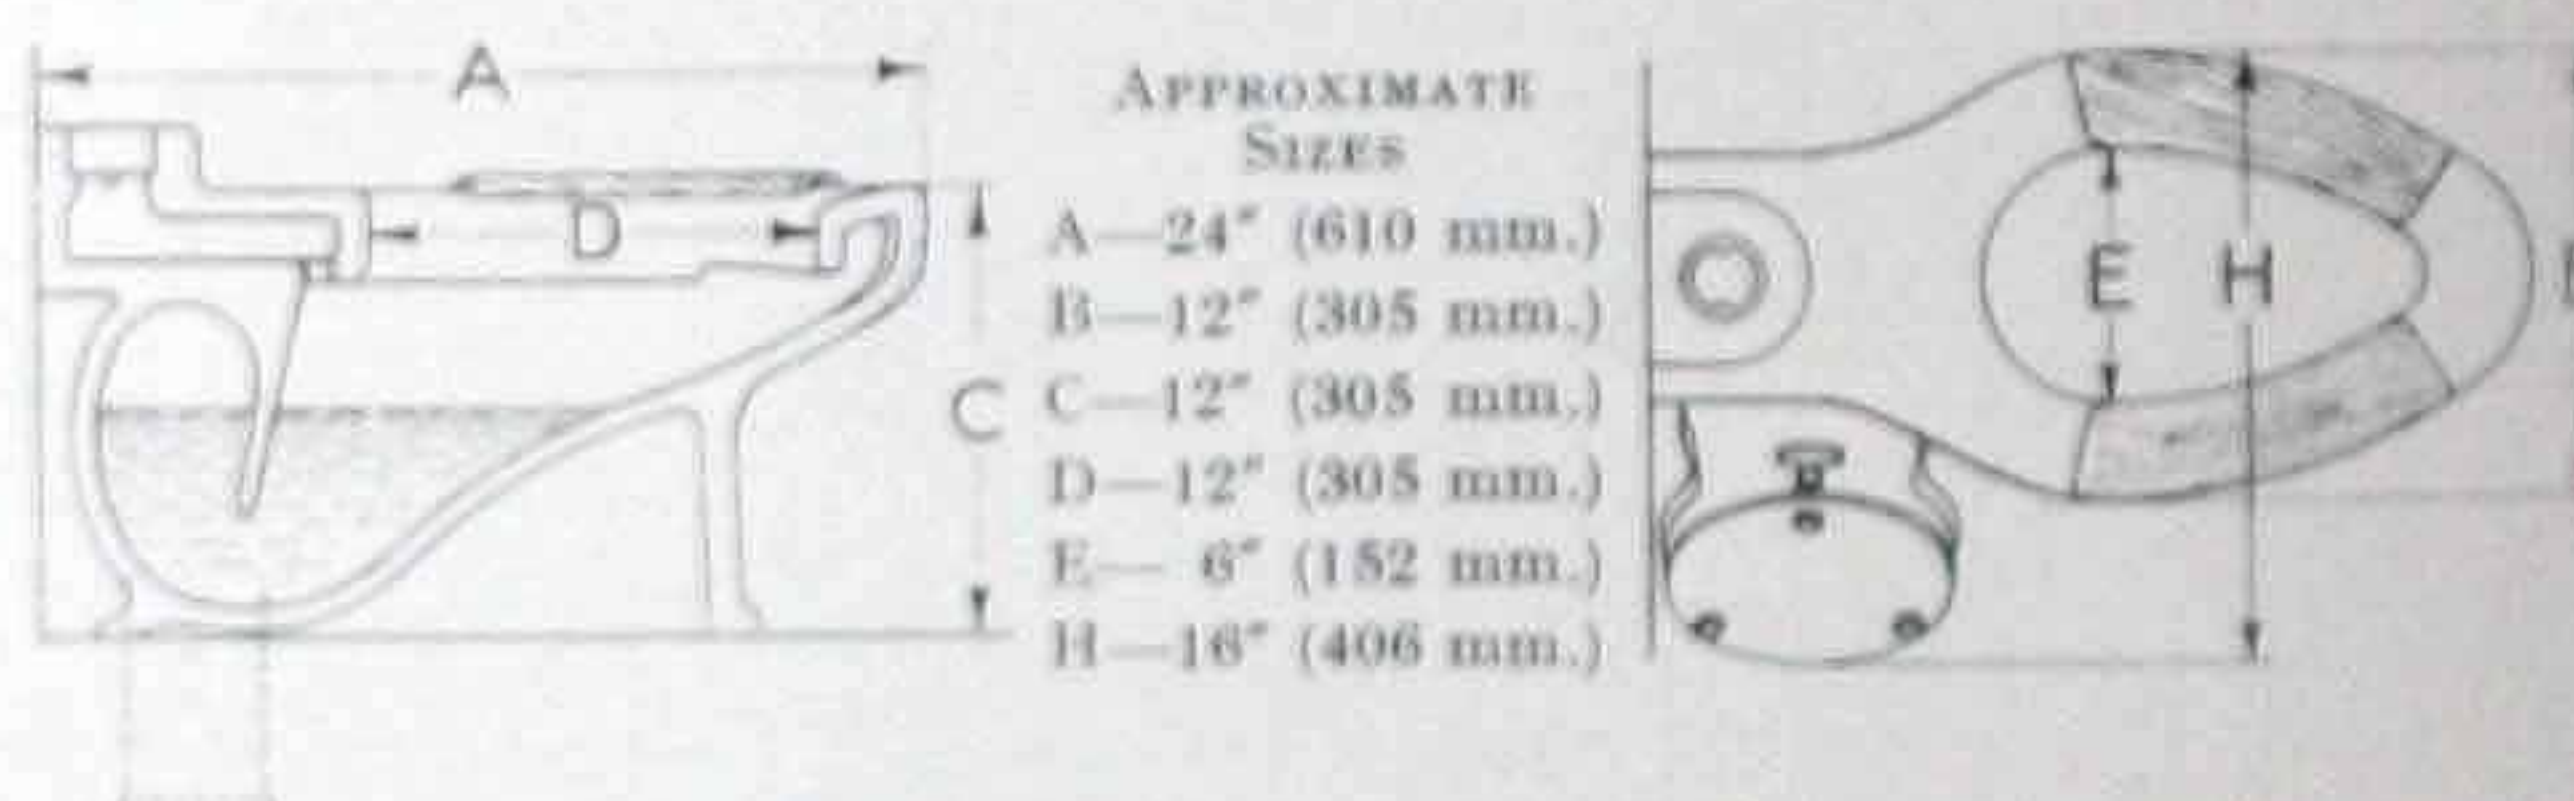 A
D
C
APPROXIMATE
SIZES
A—24″ (610 mm.)
B—12″ (305 mm.)
C—12″ (305 mm.)
D—12″ (305 mm.)
E— 6″ (152 mm.)
H—16″ (406 mm.)
E H